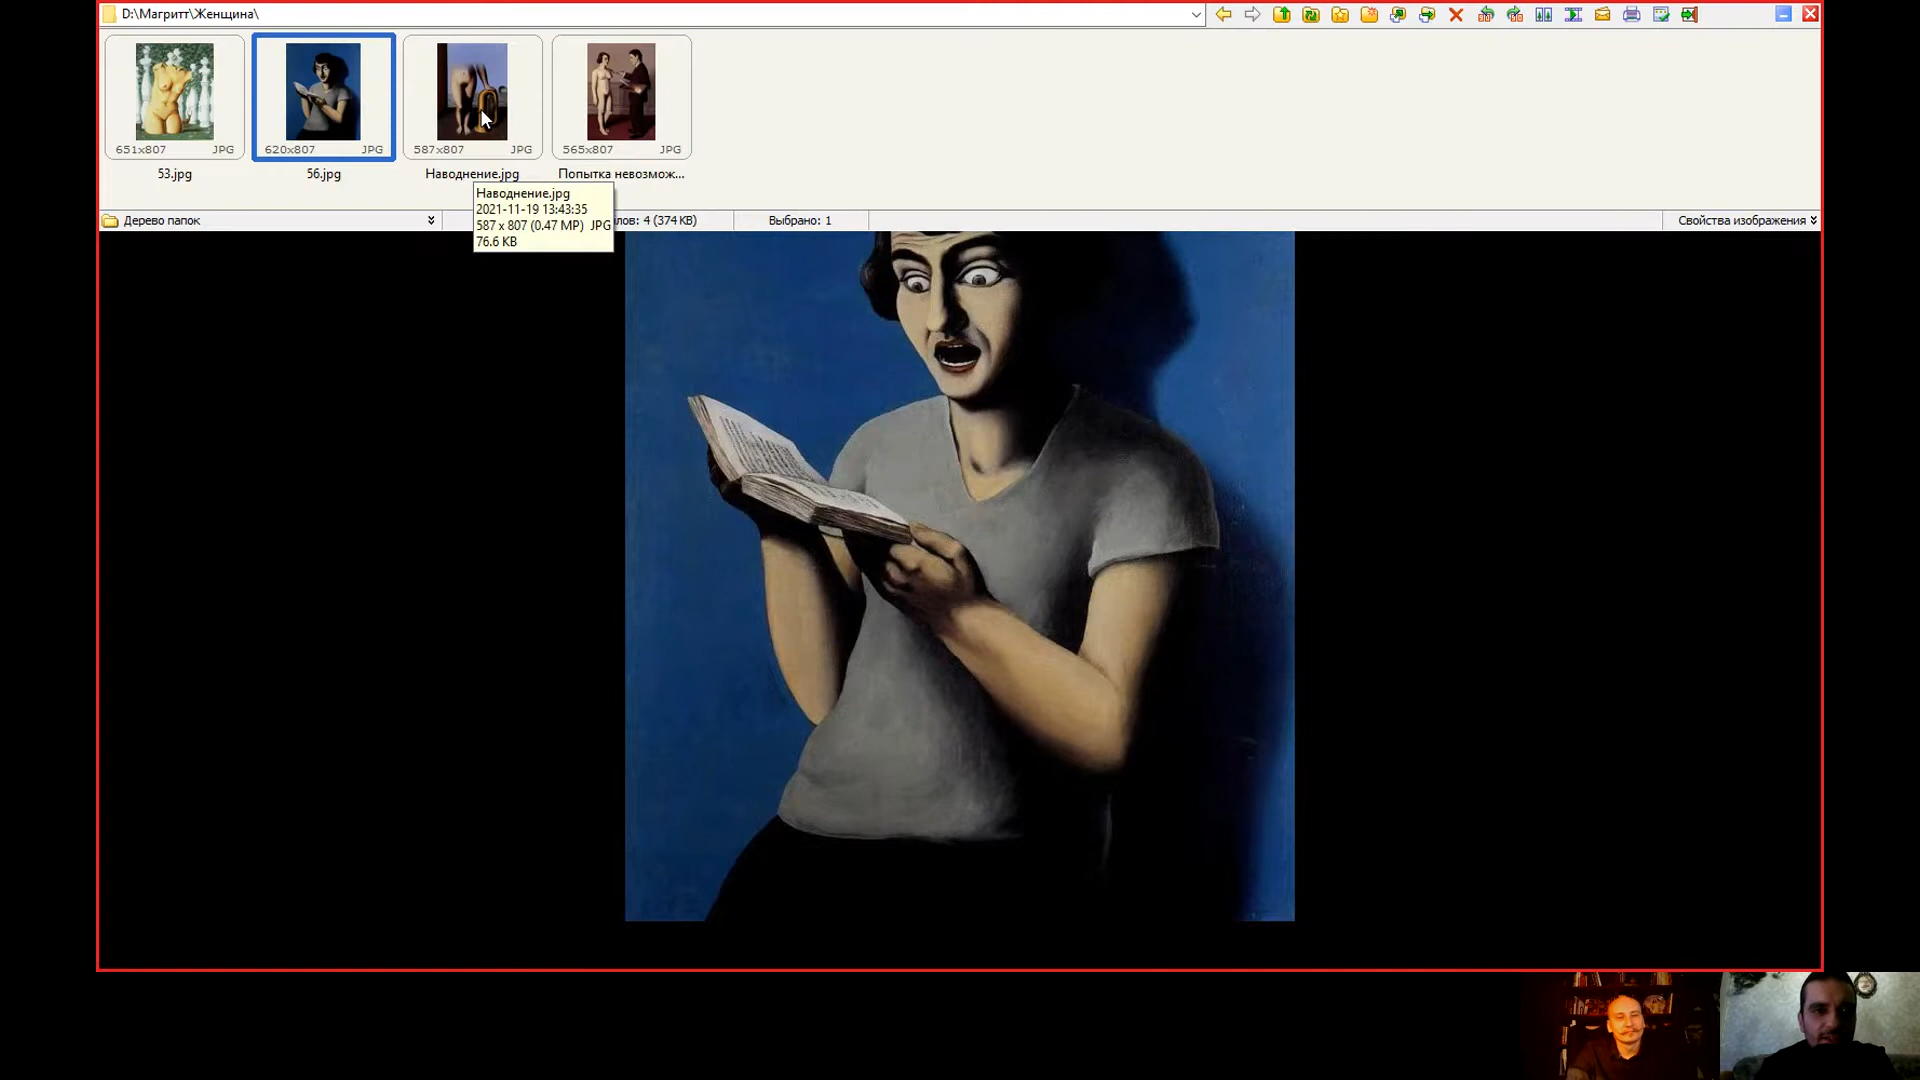 D:\Магритт\Женщина\
651x807 JPG
620x807 JPG
587x807 JPG
565x807 JPG
53.jpg
56.jpg
Наводнение.jpg
Попытка невозмож...
Наводнение.jpg
2021-11-19 13:43:35
587 x 807 (0.47 MP) JPG
76.6 KB
Дерево папок
лов: 4 (374 KB)
Выбрано: 1
Свойства изображения